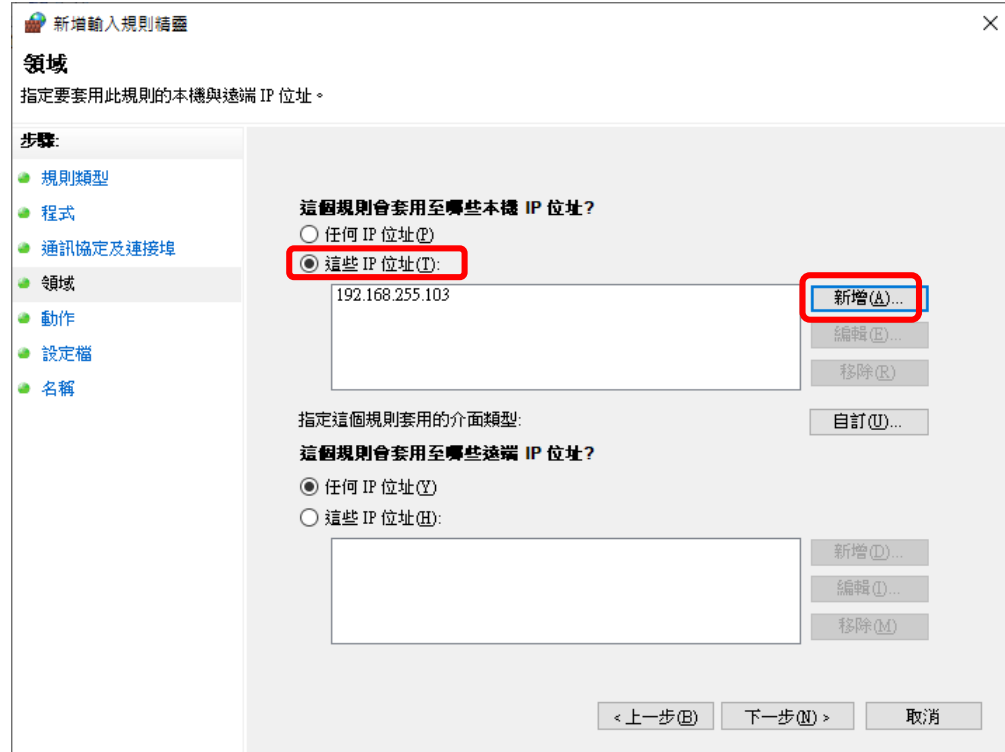 新增輸入規則精靈
領域
指定要套用此規則的本機與遠端 IP 位址。
步驟:
規則類型
程式
通訊協定及連接埠
領域
動作
設定檔
名稱
這個規則會套用至哪些本機 IP 位址?
任何 IP 位址(P)
這些 IP 位址(T):
192.168.255.103
新增(A)...
編輯(E)...
移除(R)
指定這個規則套用的介面類型:
自訂(U)...
這個規則會套用至哪些遠端 IP 位址?
任何 IP 位址(Y)
這些 IP 位址(H):
新增(D)...
編輯(I)...
移除(M)
<上一步(B)
下一步(N)>
取消